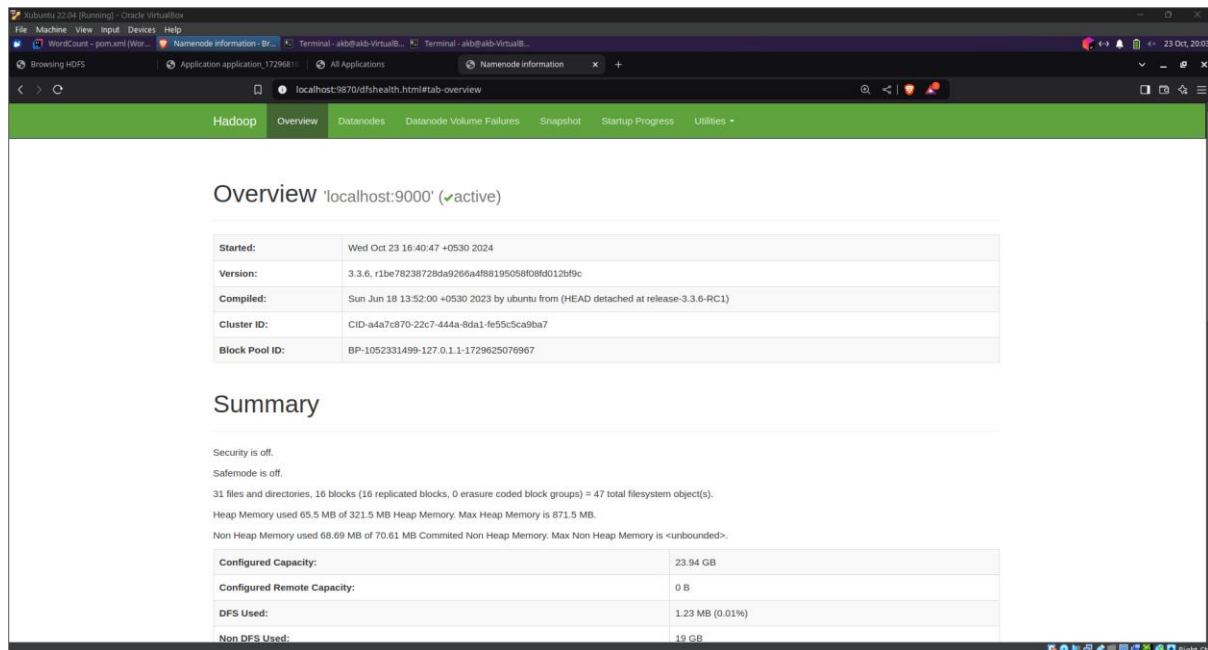 Xubuntu 22.04 [Running] - Oracle VirtualBox
File Machine View Input Devices Help
WordCount – pom.xml (Wor... Namenode information - Br... Terminal - akb@akb-VirtualB... Terminal - akb@akb-VirtualB... 23 Oct, 20:03
Browsing HDFS Application application_17296810 All Applications Namenode information
localhost:9870/dfshealth.html#tab-overview
Hadoop Overview Datanodes Datanode Volume Failures Snapshot Startup Progress Utilities
Overview 'localhost:9000' (✔active)
Started: Wed Oct 23 16:40:47 +0530 2024
Version: 3.3.6, r1be78238728da9266a4f88195058f08fd012bf9c
Compiled: Sun Jun 18 13:52:00 +0530 2023 by ubuntu from (HEAD detached at release-3.3.6-RC1)
Cluster ID: CID-a4a7c870-22c7-444a-8da1-fe55c5ca9ba7
Block Pool ID: BP-1052331499-127.0.1.1-1729625076967
Summary
Security is off.
Safemode is off.
31 files and directories, 16 blocks (16 replicated blocks, 0 erasure coded block groups) = 47 total filesystem object(s).
Heap Memory used 65.5 MB of 321.5 MB Heap Memory. Max Heap Memory is 871.5 MB.
Non Heap Memory used 68.69 MB of 70.61 MB Commited Non Heap Memory. Max Non Heap Memory is <unbounded>.
Configured Capacity: 23.94 GB
Configured Remote Capacity: 0 B
DFS Used: 1.23 MB (0.01%)
Non DFS Used: 19 GB